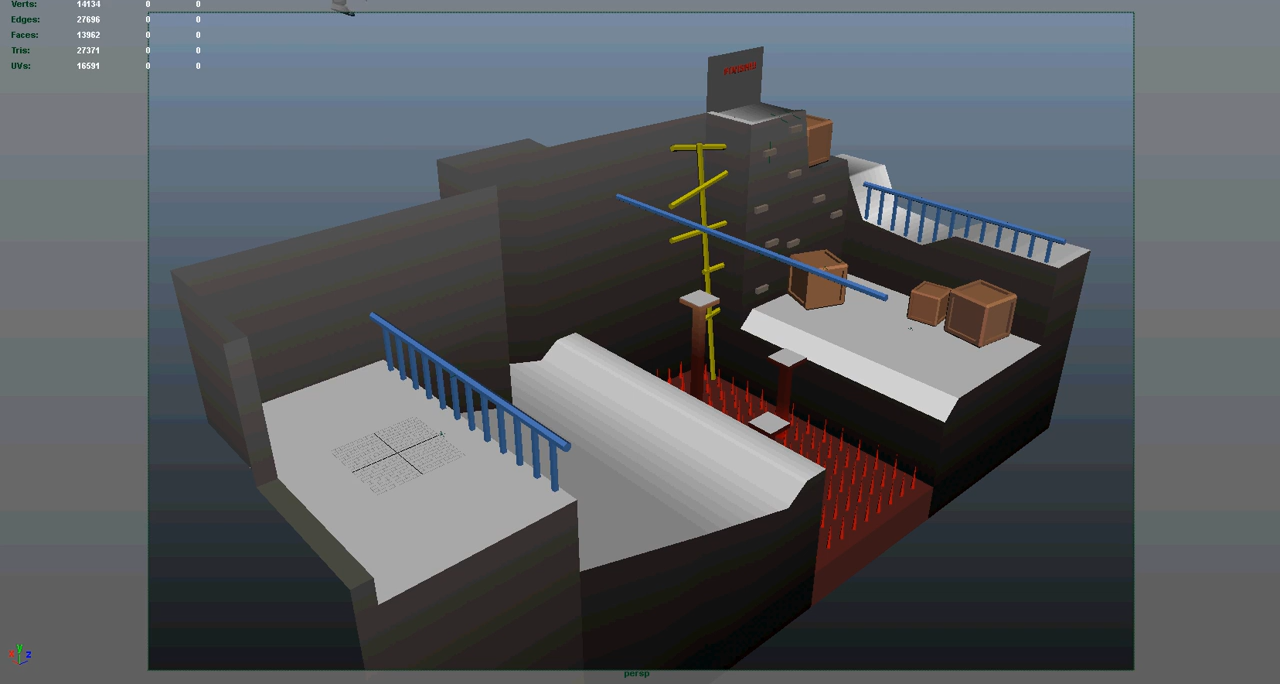 Verts: 14134 0 0
Edges: 27696 0 0
Faces: 13962 0 0
Tris: 27371 0 0
UVs: 16591 0 0
y
z
persp